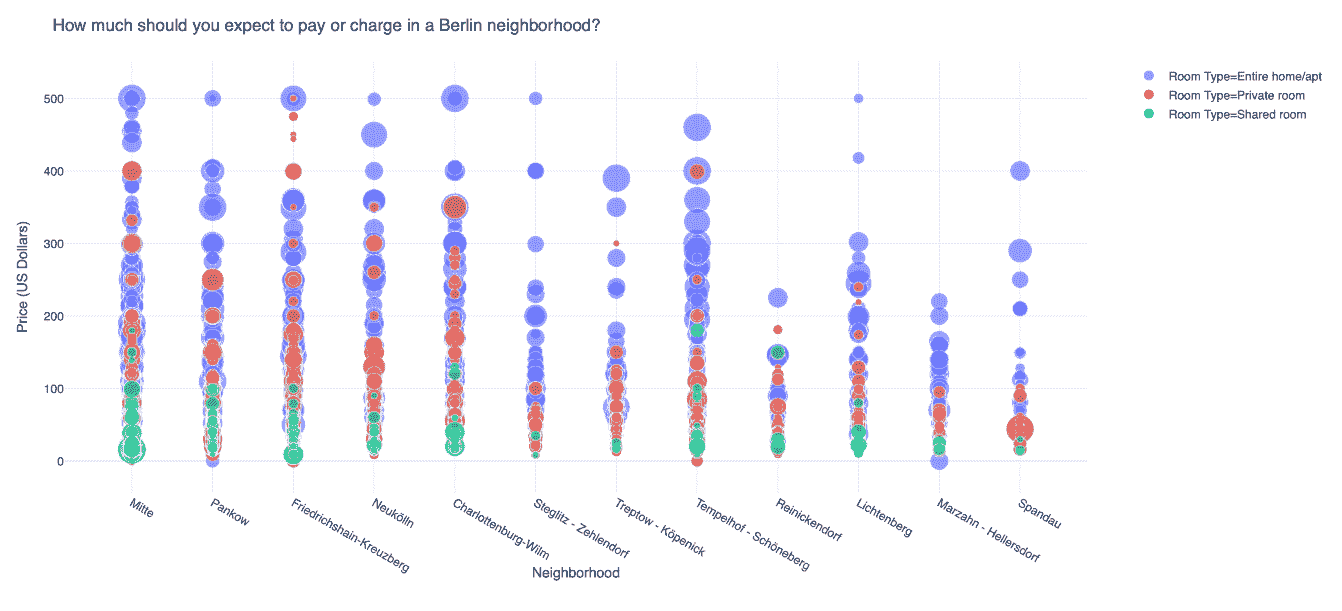 How much should you expect to pay or charge in a Berlin neighborhood?
Room Type=Entire home/apt
Room Type=Private room
Room Type=Shared room
Price (US Dollars)
500
400
300
200
100
0
Mitte
Pankow
Friedrichshain-Kreuzberg
Neukölln
Charlottenburg-Wilm
Steglitz - Zehlendorf
Treptow - Köpenick
Tempelhof - Schöneberg
Reinickendorf
Lichtenberg
Marzahn - Hellersdorf
Spandau
Neighborhood